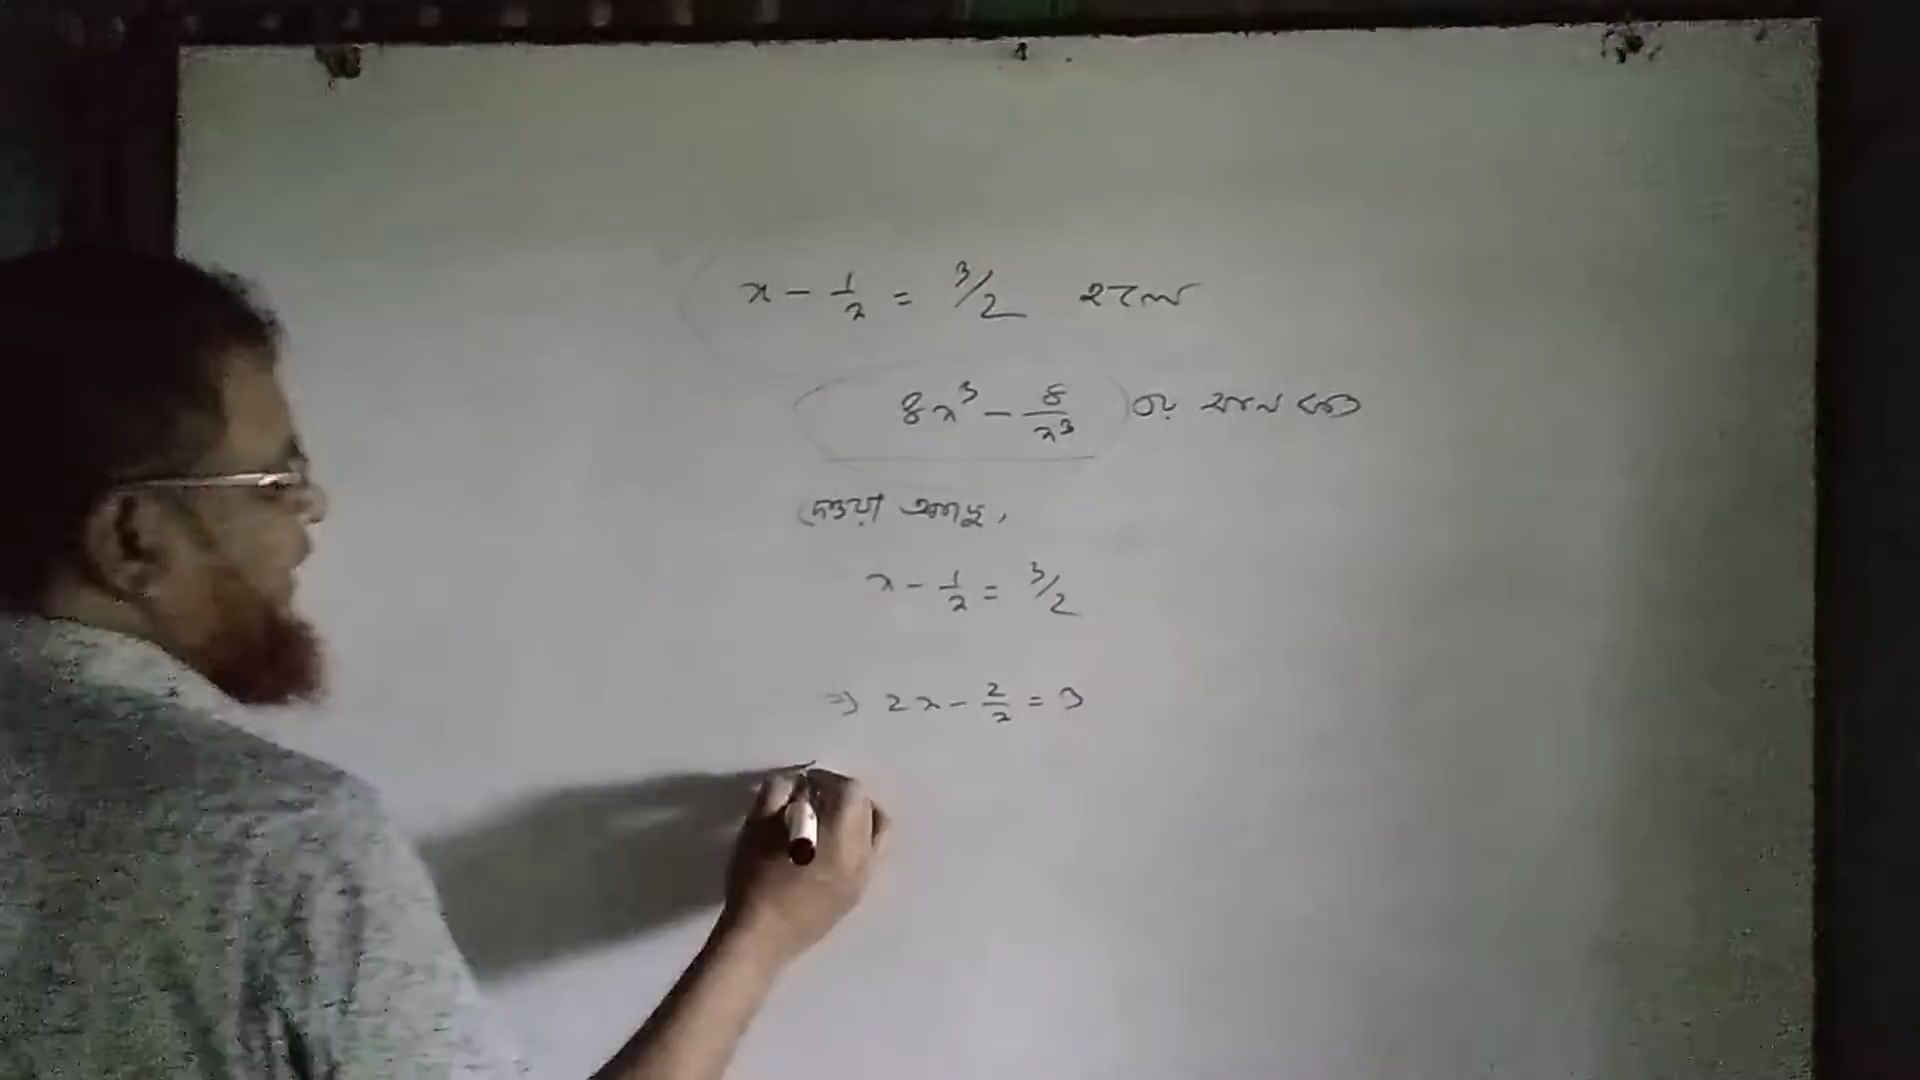 x - 1/x = 3/2 হলে
8x³ - 8/x³ এর মান কত
দেওয়া আছে,
x - 1/x = 3/2
⇒ 2x - 2/x = 3